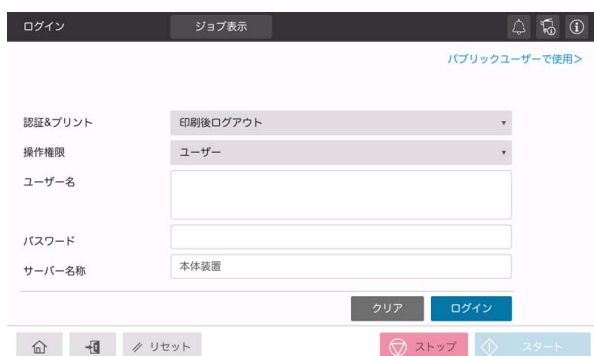 ログイン ジョブ表示
パブリックユーザーで使用>
認証&プリント 印刷後ログアウト
操作権限 ユーザー
ユーザー名
パスワード
サーバー名称 本体装置
クリア ログイン
リセット ストップ スタート